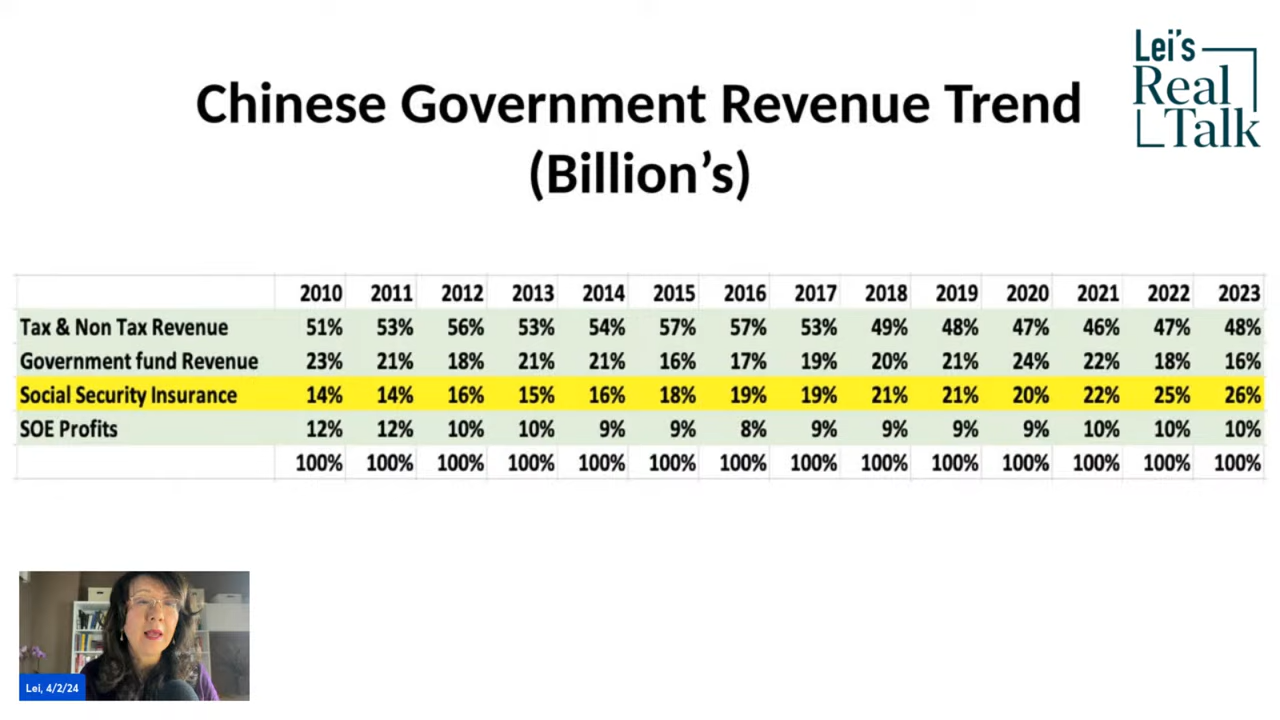 Lei's
Real
Talk
Chinese Government Revenue Trend
(Billion's)
2010 2011 2012 2013 2014 2015 2016 2017 2018 2019 2020 2021 2022 2023
Tax & Non Tax Revenue 51% 53% 56% 53% 54% 57% 57% 53% 49% 48% 47% 46% 47% 48%
Government fund Revenue 23% 21% 18% 21% 21% 16% 17% 19% 20% 21% 24% 22% 18% 16%
Social Security Insurance 14% 14% 16% 15% 16% 18% 19% 19% 21% 21% 20% 22% 25% 26%
SOE Profits 12% 12% 10% 10% 9% 9% 8% 9% 9% 9% 9% 10% 10% 10%
100% 100% 100% 100% 100% 100% 100% 100% 100% 100% 100% 100% 100% 100%
Lei, 4/2/24